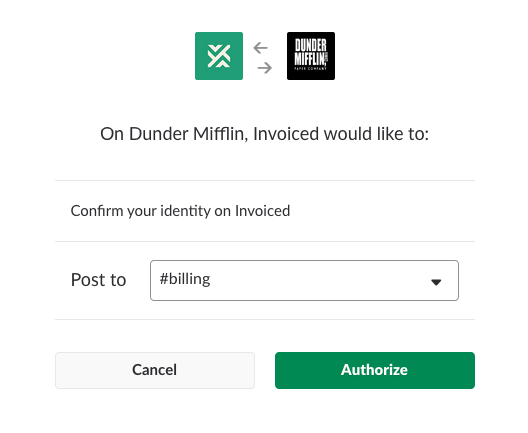 DUNDER
MIFFLIN,
PAPER COMPANY
On Dunder Mifflin, Invoiced would like to:
Confirm your identity on Invoiced
Post to #billing
Cancel Authorize